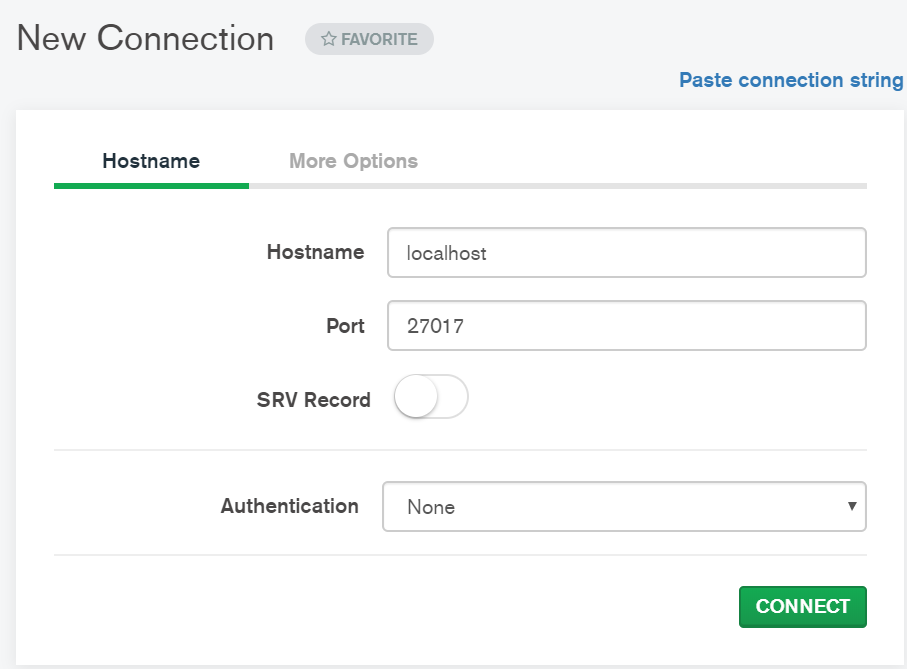 New Connection
FAVORITE
Paste connection string
Hostname More Options
Hostname localhost
Port 27017
SRV Record
Authentication None
CONNECT